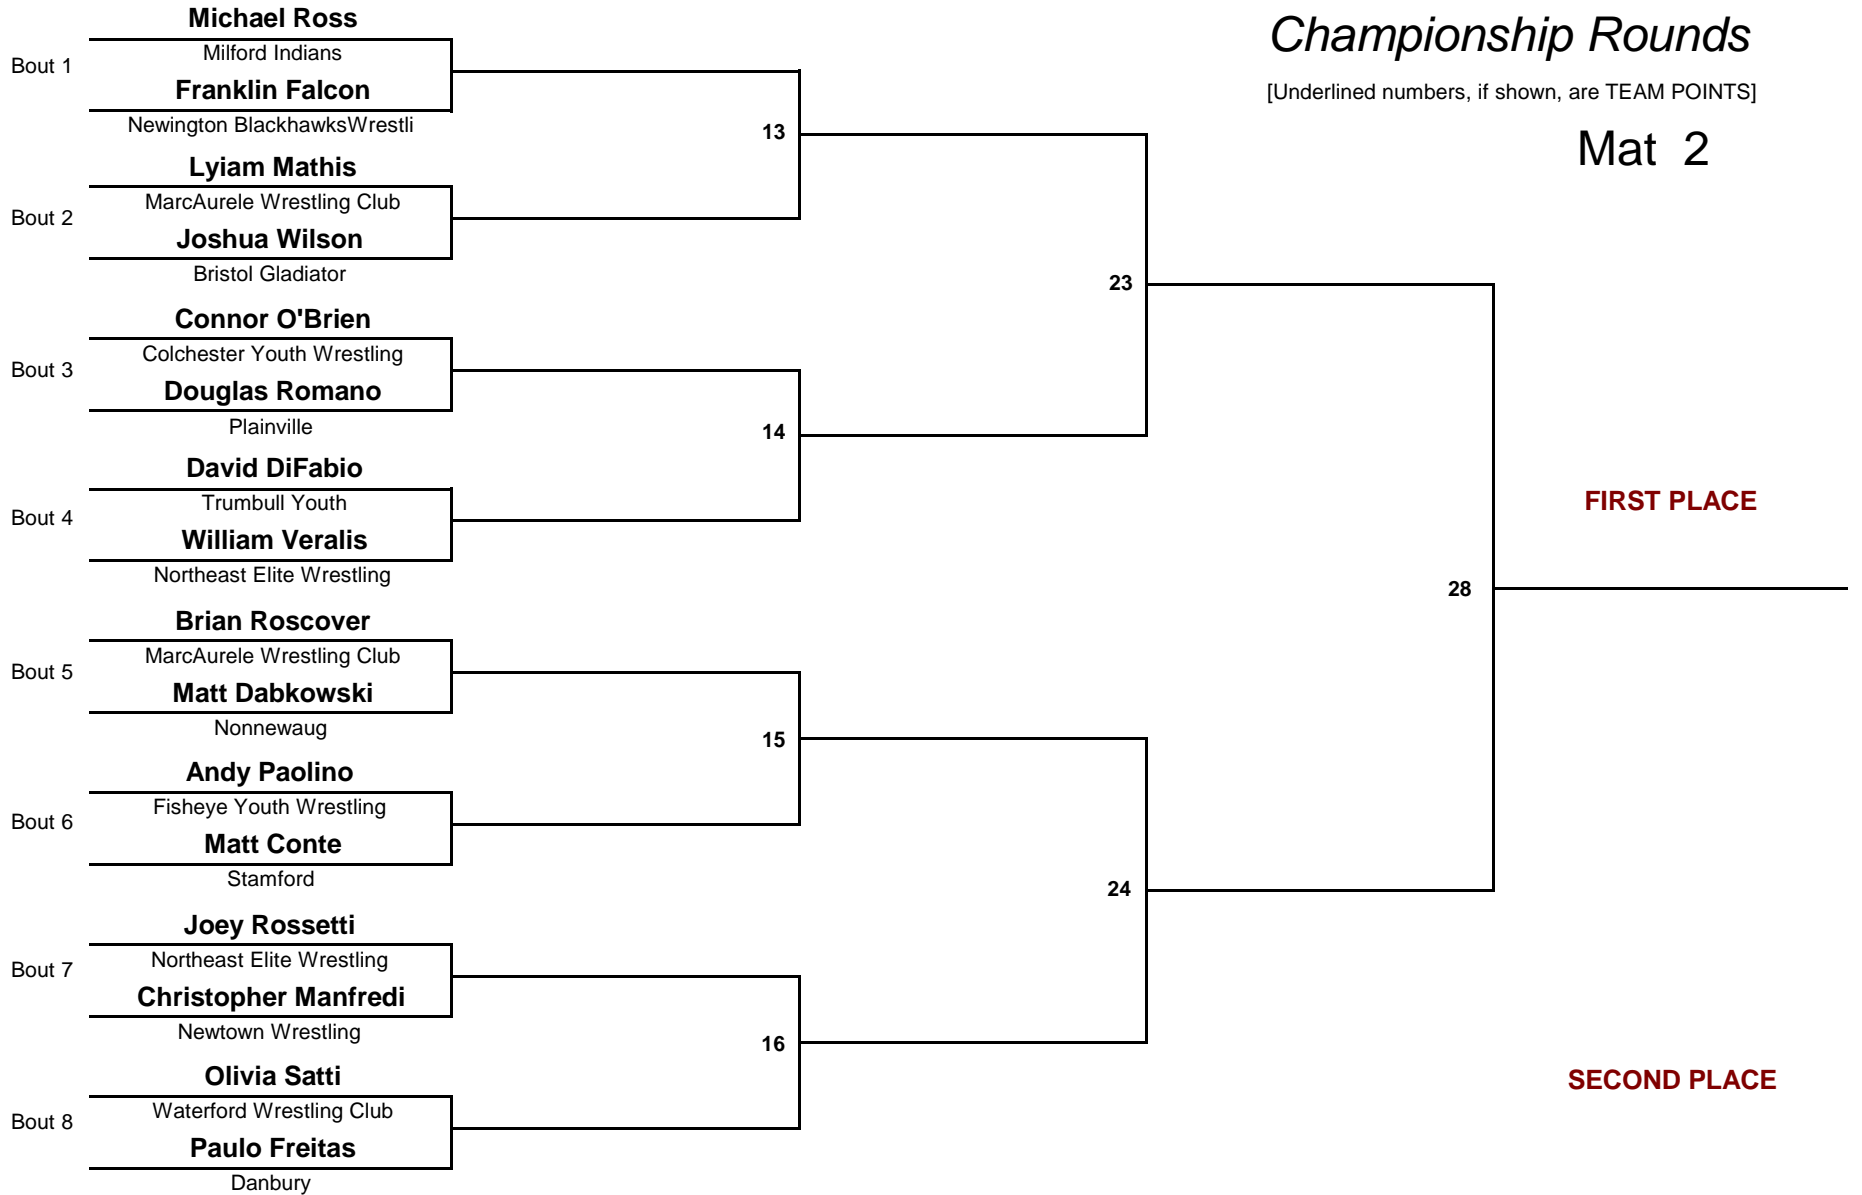 Championship Rounds
[Underlined numbers, if shown, are TEAM POINTS]
Mat 2
Michael Ross
Bout 1
Milford Indians
Franklin Falcon
Newington BlackhawksWrestli
13
Lyiam Mathis
MarcAurele Wrestling Club
Bout 2
Joshua Wilson
Bristol Gladiator
23
Connor O'Brien
Colchester Youth Wrestling
Bout 3
Douglas Romano
Plainville
14
David DiFabio
Trumbull Youth
Bout 4
William Veralis
Northeast Elite Wrestling
FIRST PLACE
28
Brian Roscover
MarcAurele Wrestling Club
Bout 5
Matt Dabkowski
Nonnewaug
15
Andy Paolino
Fisheye Youth Wrestling
Bout 6
Matt Conte
Stamford
24
Joey Rossetti
Northeast Elite Wrestling
Bout 7
Christopher Manfredi
Newtown Wrestling
16
Olivia Satti
Waterford Wrestling Club
Bout 8
Paulo Freitas
Danbury
SECOND PLACE